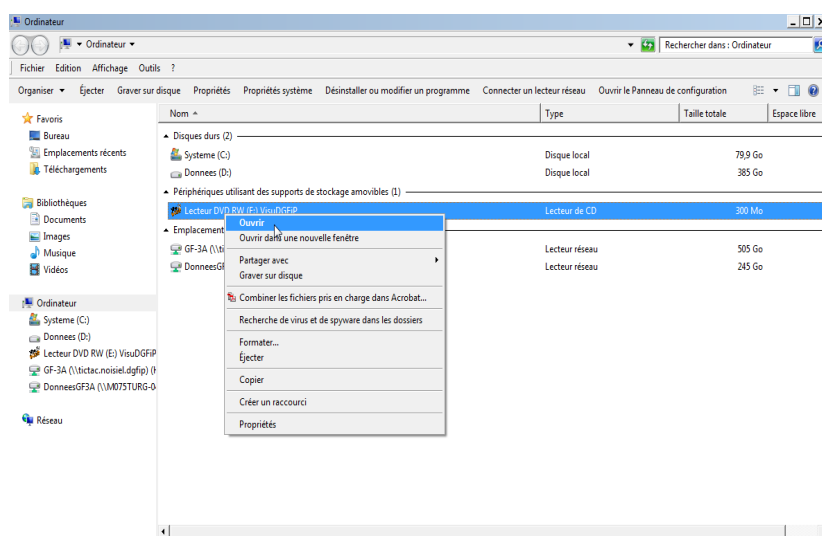 Ordinateur
Ordinateur
Rechercher dans : Ordinateur
Fichier Edition Affichage Outils ?
Organiser Éjecter Graver sur disque Propriétés Propriétés système Désinstaller ou modifier un programme Connecter un lecteur réseau Ouvrir le Panneau de configuration
Nom Type Taille totale Espace libre
Favoris
Bureau
Emplacements récents
Téléchargements
Bibliothèques
Documents
Images
Musique
Vidéos
Ordinateur
Systeme (C:)
Donnees (D:)
Lecteur DVD RW (E:) VisuDGFiP
GF-3A (\\tictac.noisiel.dgfip) (
DonneesGF3A (\\M075TURG-0
Réseau
Disques durs (2)
Systeme (C:) Disque local 79,9 Go
Donnees (D:) Disque local 385 Go
Périphériques utilisant des supports de stockage amovibles (1)
Lecteur DVD RW (E:) VisuDGFiP Lecteur de CD 300 Mo
Emplacement
GF-3A (\\ti Lecteur réseau 505 Go
DonneesGF Lecteur réseau 245 Go
Ouvrir
Ouvrir dans une nouvelle fenêtre
Partager avec
Graver sur disque
Combiner les fichiers pris en charge dans Acrobat...
Recherche de virus et de spyware dans les dossiers
Formater...
Éjecter
Copier
Créer un raccourci
Propriétés